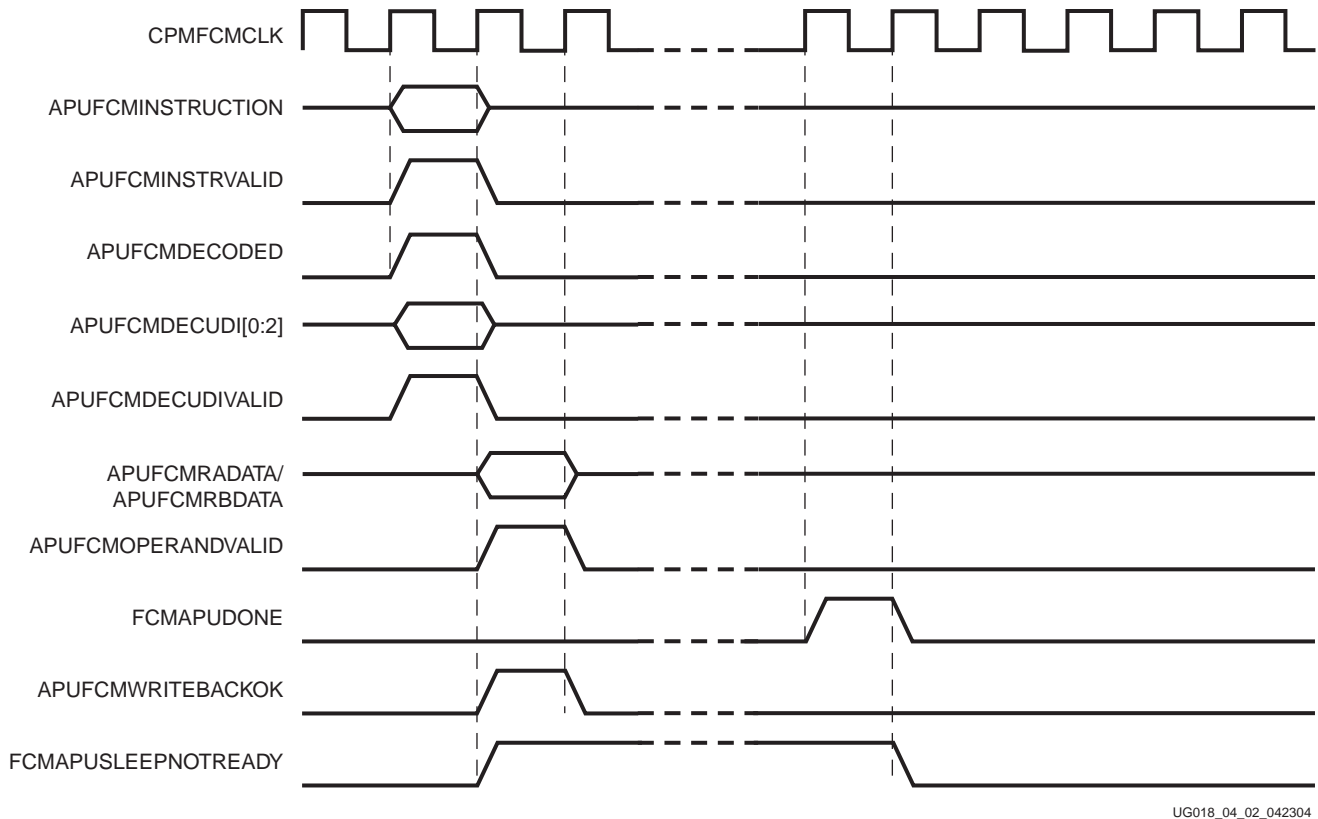 CPMFCMCLK
APUFCMINSTRUCTION
APUFCMINSTRVALID
APUFCMDECODED
APUFCMDECUDI[0:2]
APUFCMDECUDIVALID
APUFCMRADATA/
APUFCMRBDATA
APUFCMOPERANDVALID
FCMAPUDONE
APUFCMWRITEBACKOK
FCMAPUSLEEPNOTREADY
UG018_04_02_042304